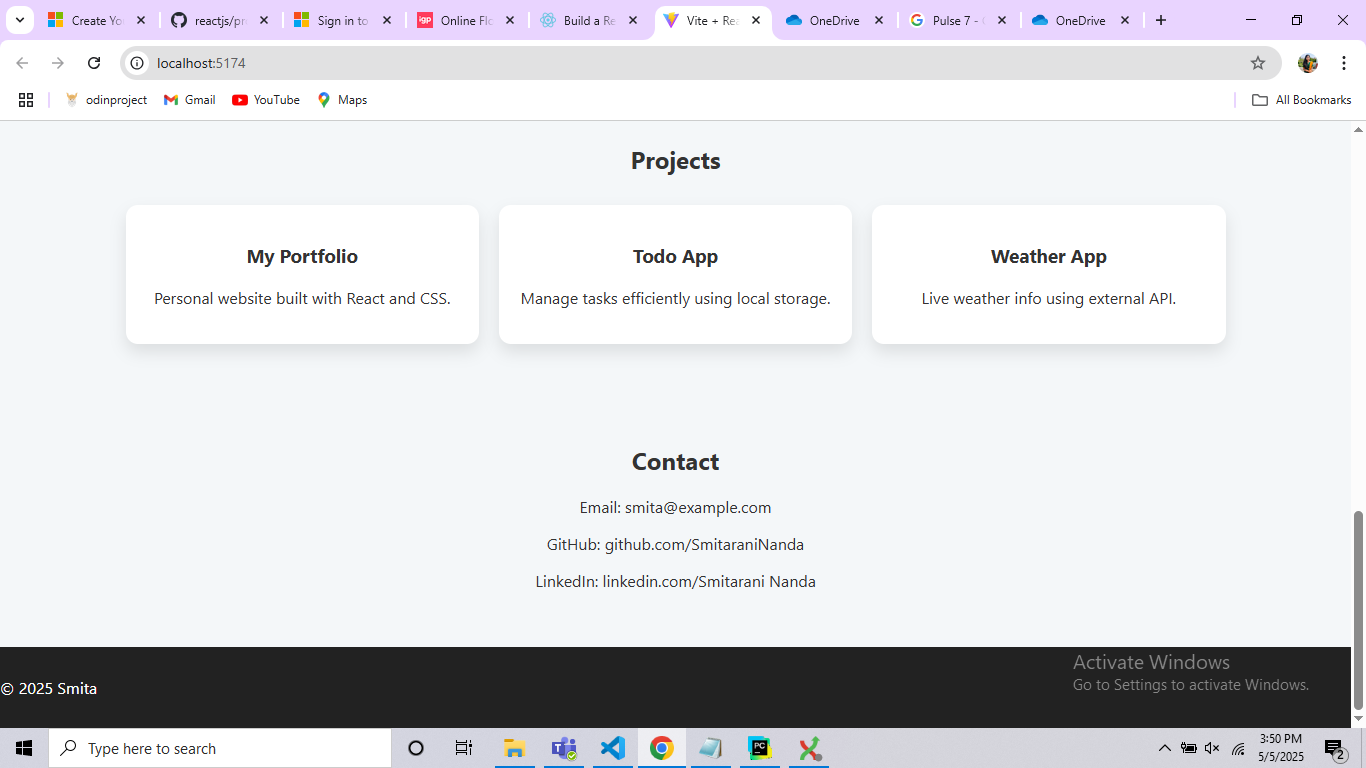 Create Yo
reactjs/pr
Sign in to
igp
Online Flo
Build a Re
Vite + Rea
OneDrive
Pulse 7 -
OneDrive
localhost:5174
odinproject
Gmail
YouTube
Maps
All Bookmarks
Projects
My Portfolio
Personal website built with React and CSS.
Todo App
Manage tasks efficiently using local storage.
Weather App
Live weather info using external API.
Contact
Email: smita@example.com
GitHub: github.com/SmitaraniNanda
LinkedIn: linkedin.com/Smitarani Nanda
© 2025 Smita
Activate Windows
Go to Settings to activate Windows.
Type here to search
PC
3:50 PM
5/5/2025
2